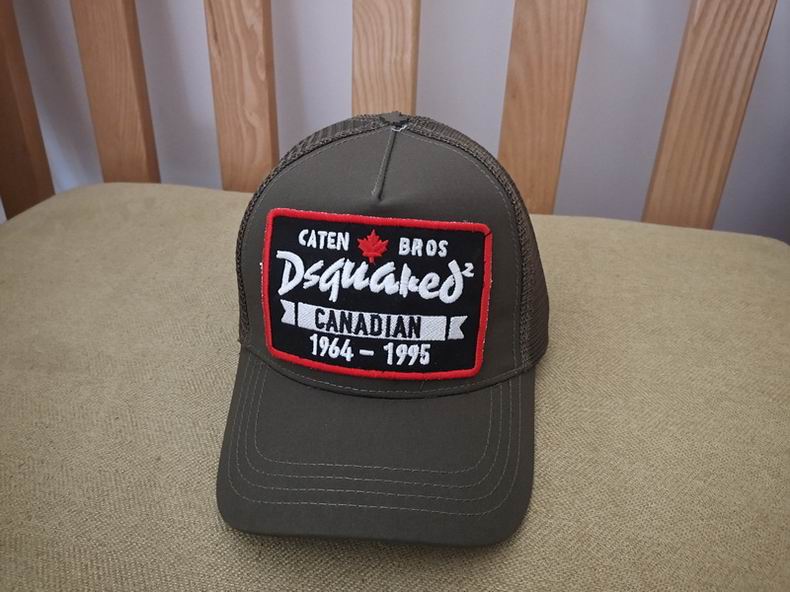 CATEN BROS
Dsquared²
CANADIAN
1964 - 1995